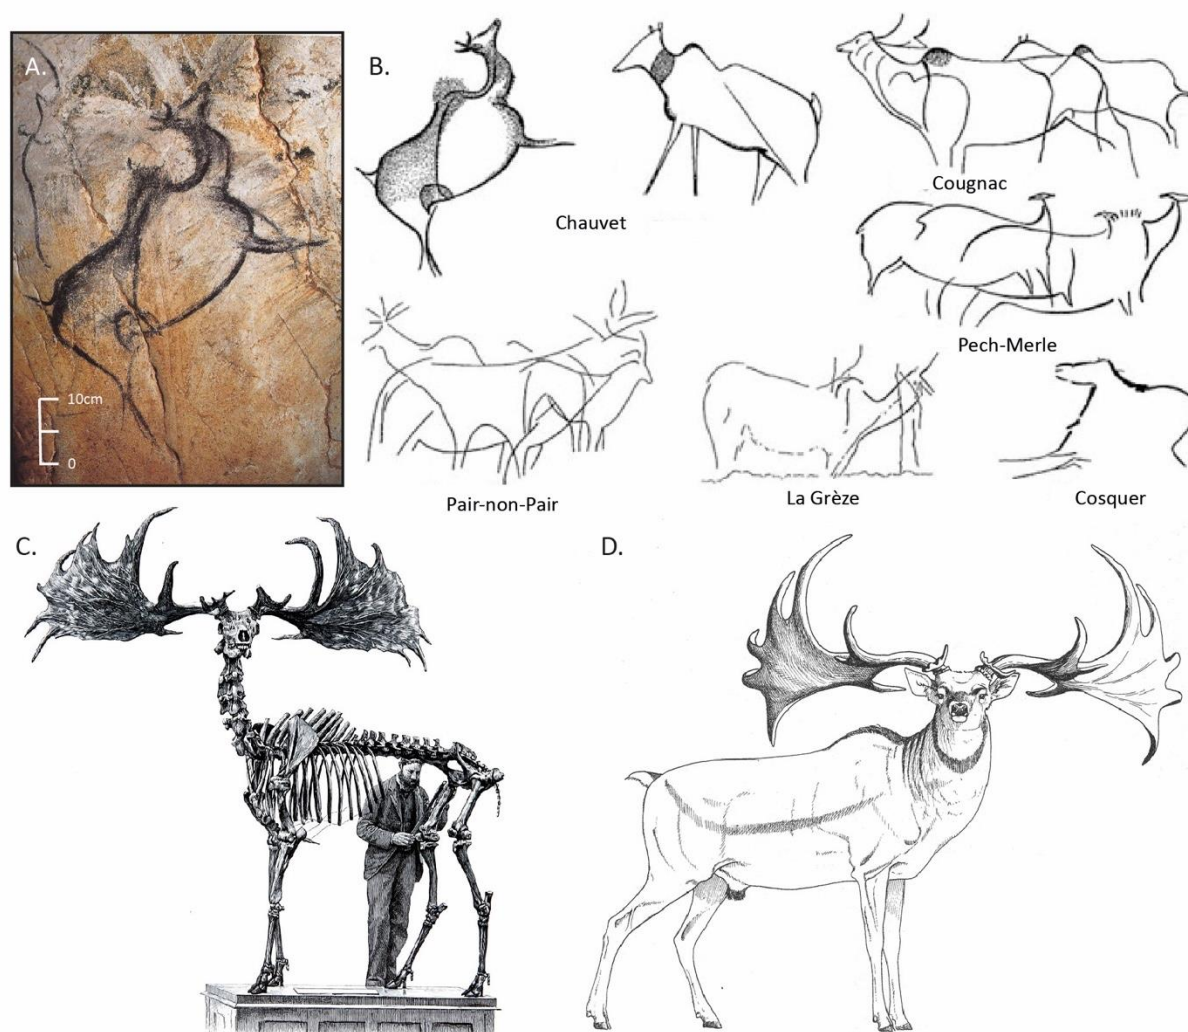 A.
B.
Chauvet
Cougnac
Pech-Merle
10cm
0
Pair-non-Pair
La Grèze
Cosquer
C.
D.